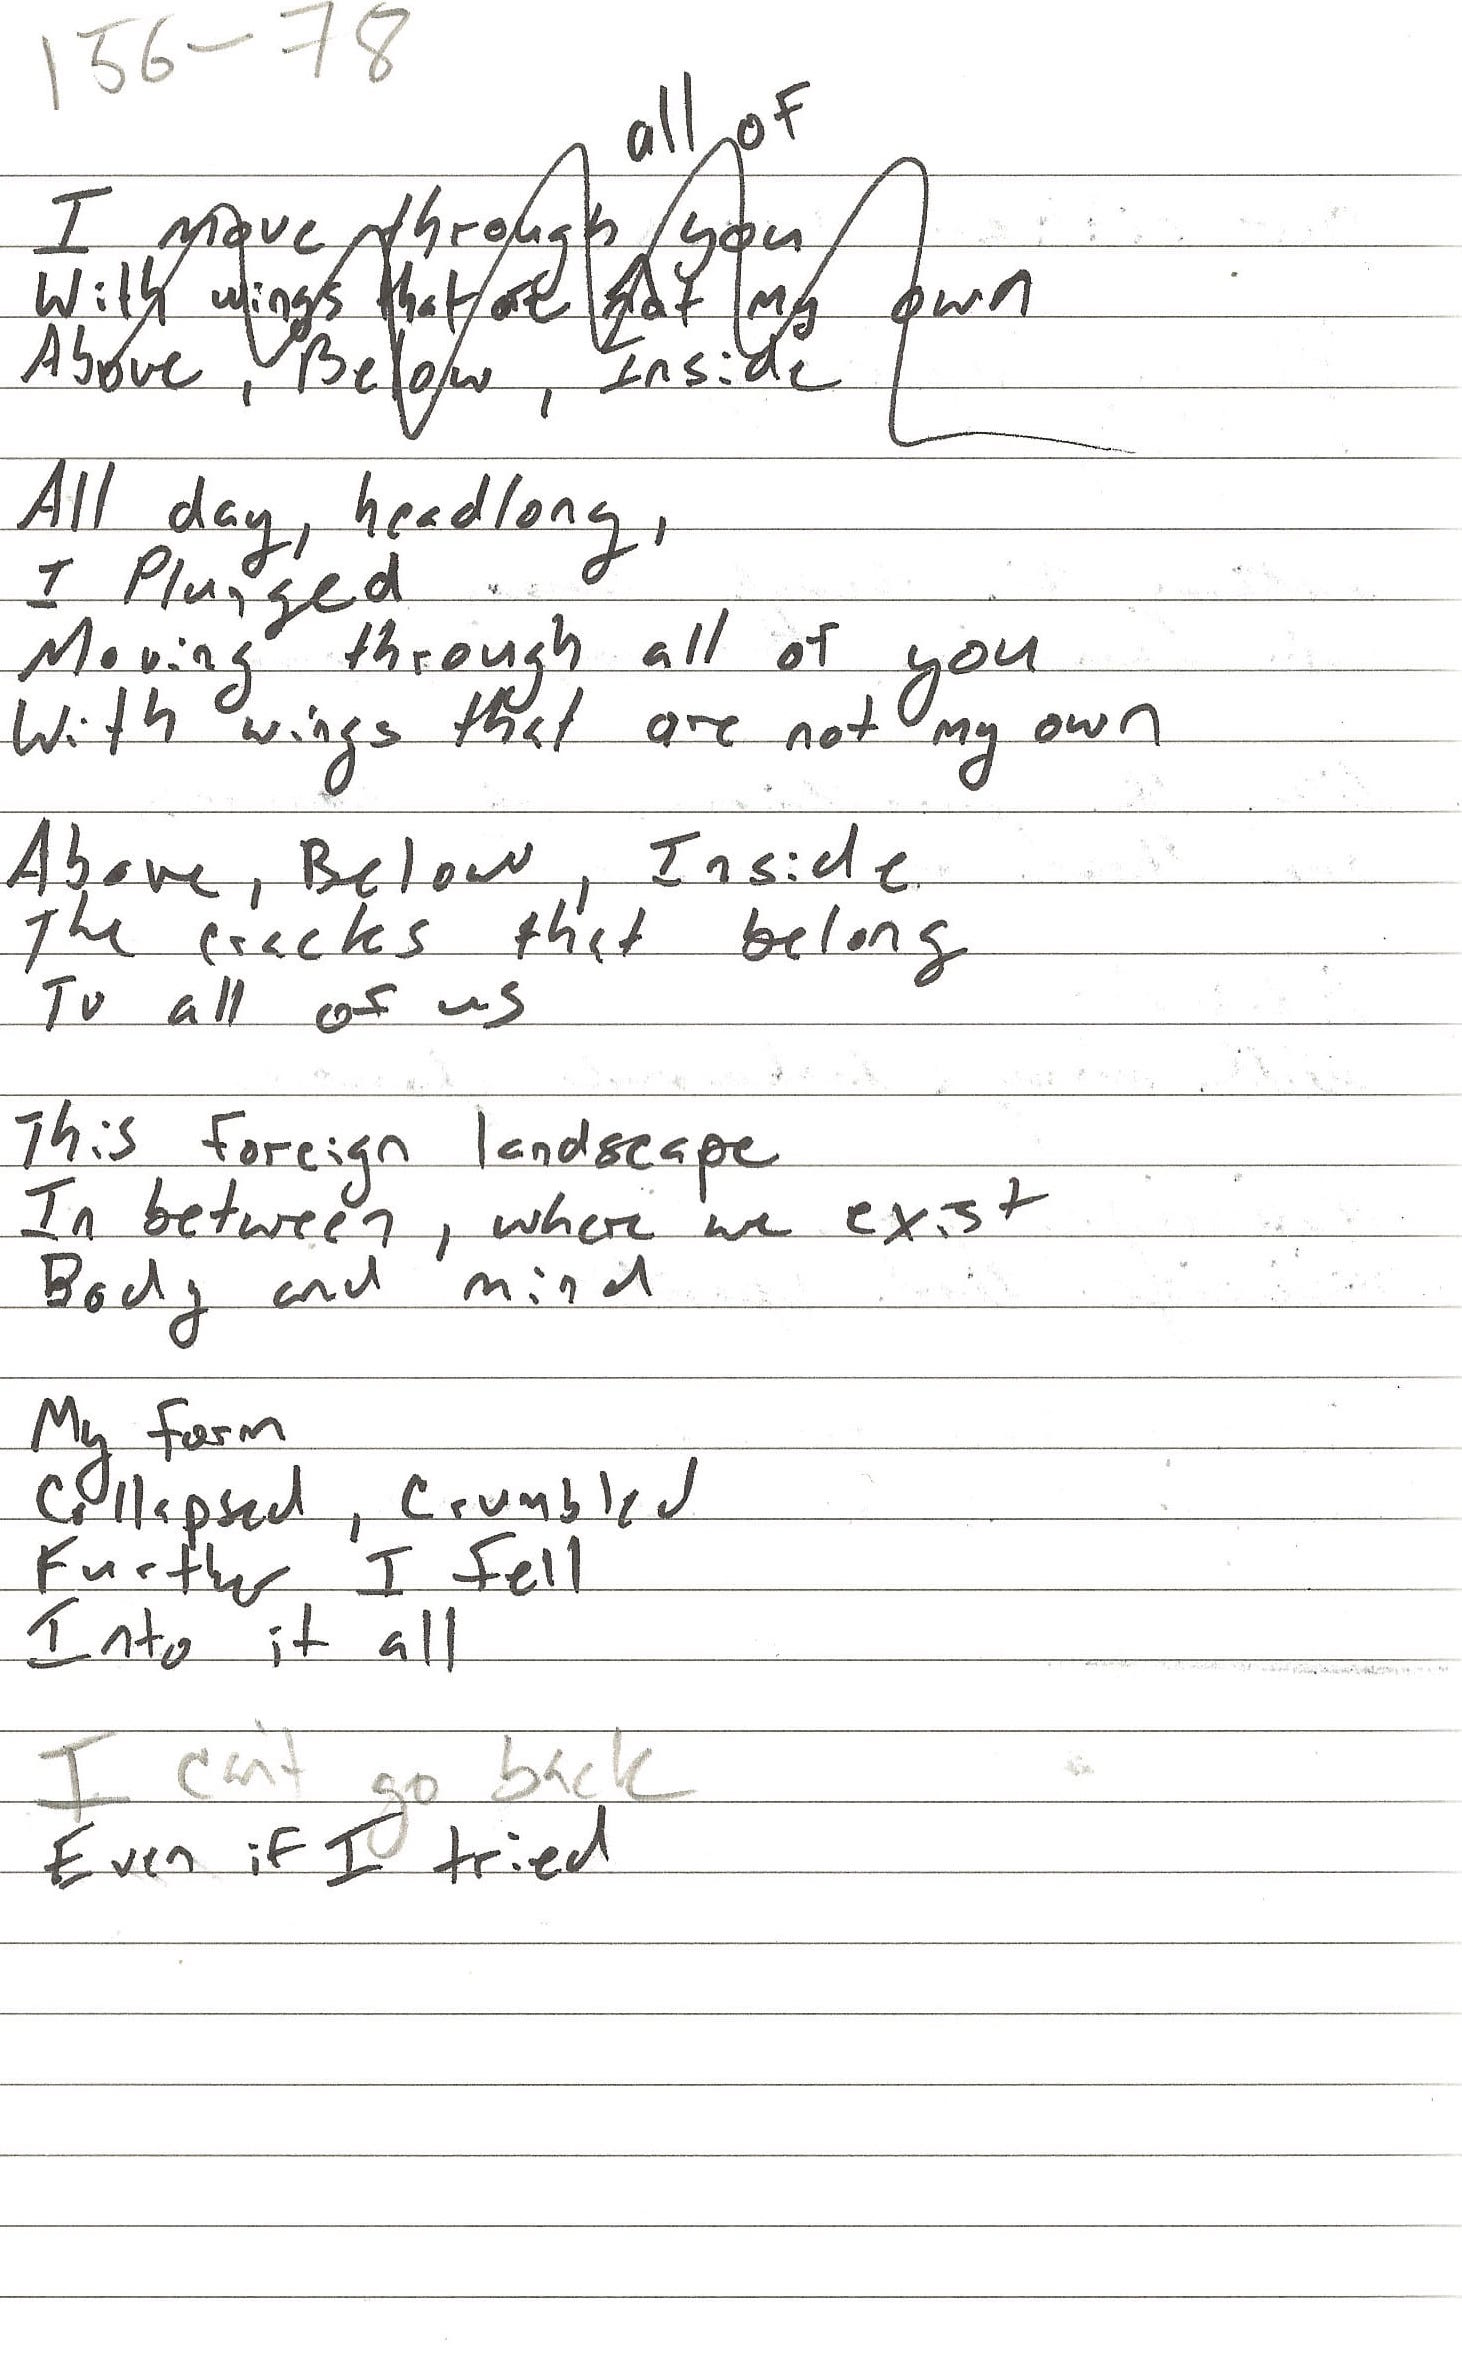 156-78
all of
I move through you
With wings that are not my own
Above, Below, Inside
All day, headlong,
I Plunged
Moving through all of you
With wings that are not my own
Above, Below, Inside
The cracks that belong
To all of us
This foreign landscape
In between, where we exist
Body and mind
My form
Collapsed, Crumbled
Further I fell
Into it all
I can't go back
Even if I tried